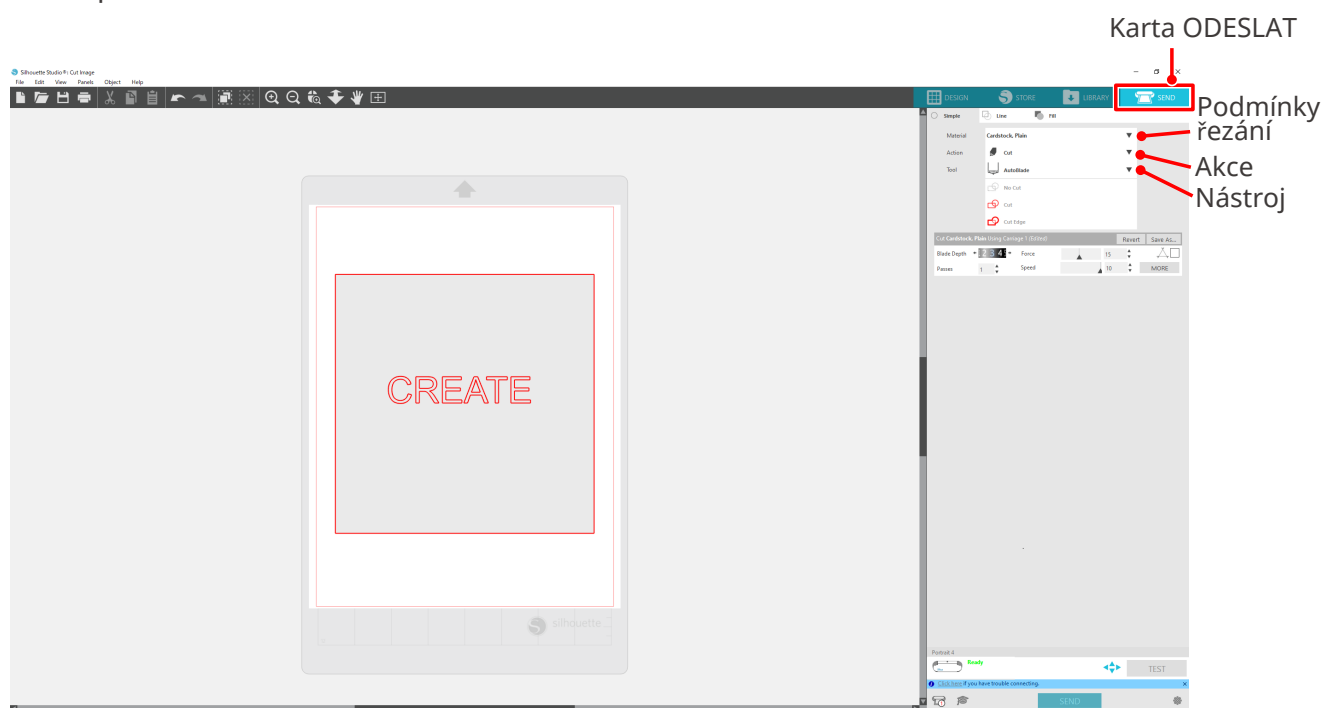 Karta ODESLAT
Silhouette Studio®: Cut Image
File Edit View Panels Object Help
DESIGN STORE LIBRARY SEND
Simple Line Fill
Podmínky
řezání
Material Cardstock, Plain
Action Cut
Akce
Tool AutoBlade
Nástroj
No Cut
Cut
Cut Edge
Cut Cardstock, Plain Using Carriage 1 (Edited)
Revert Save As...
Blade Depth 2 3 4 Force 15
Passes 1 Speed 10 MORE
CREATE
silhouette
Portrait 4
Ready
TEST
Click here if you have trouble connecting.
SEND